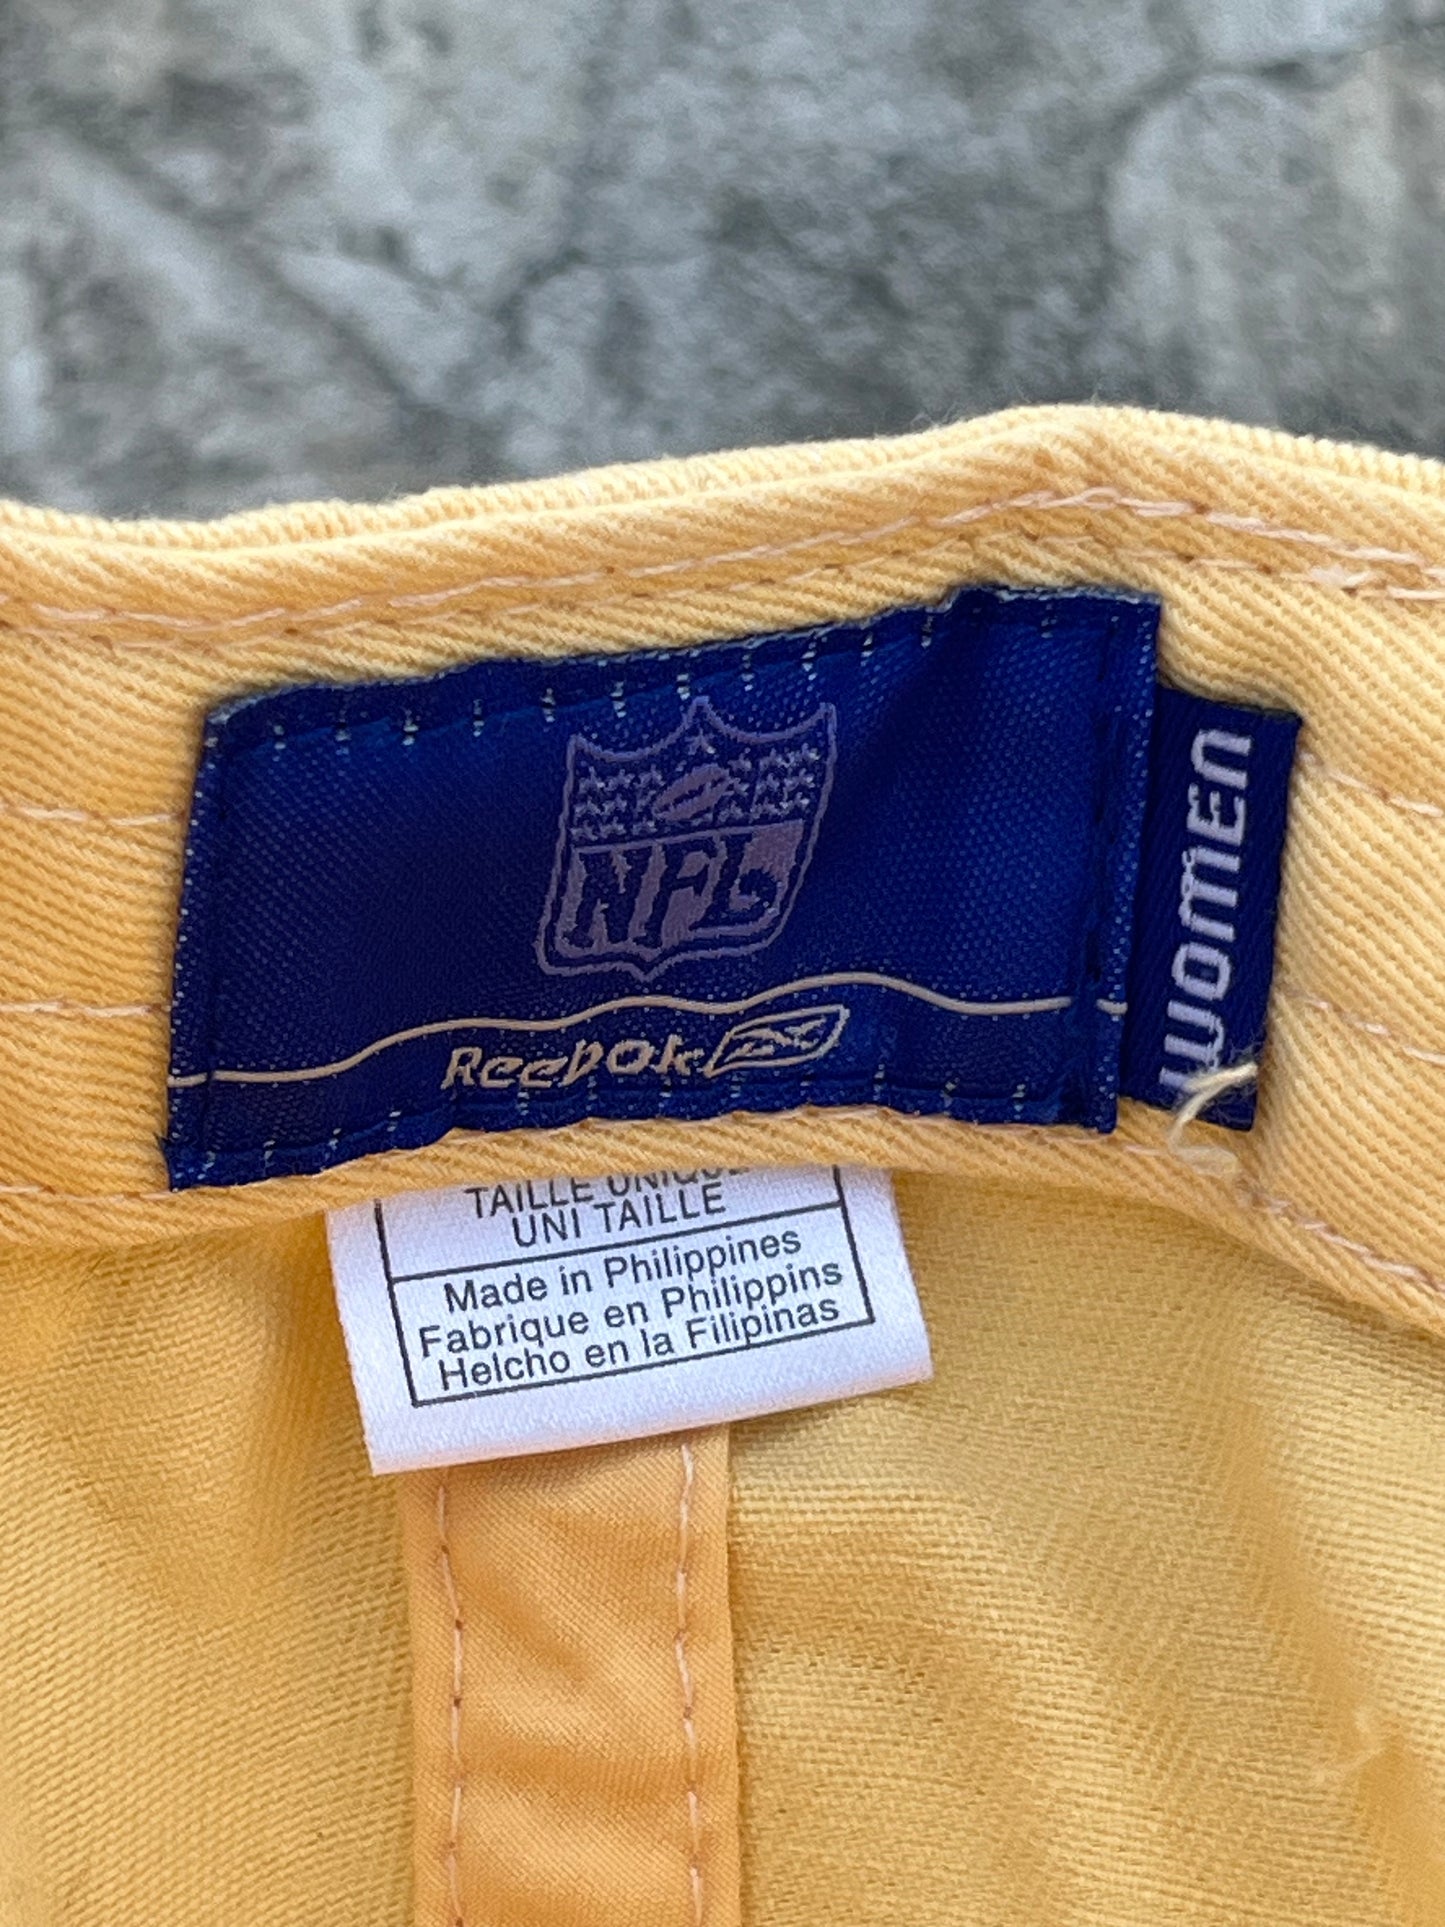 NFL
Reebok
WOMEN
TAILLE UNIQUE
UNI TAILLE
Made in Philippines
Fabrique en Philippins
Helcho en la Filipinas